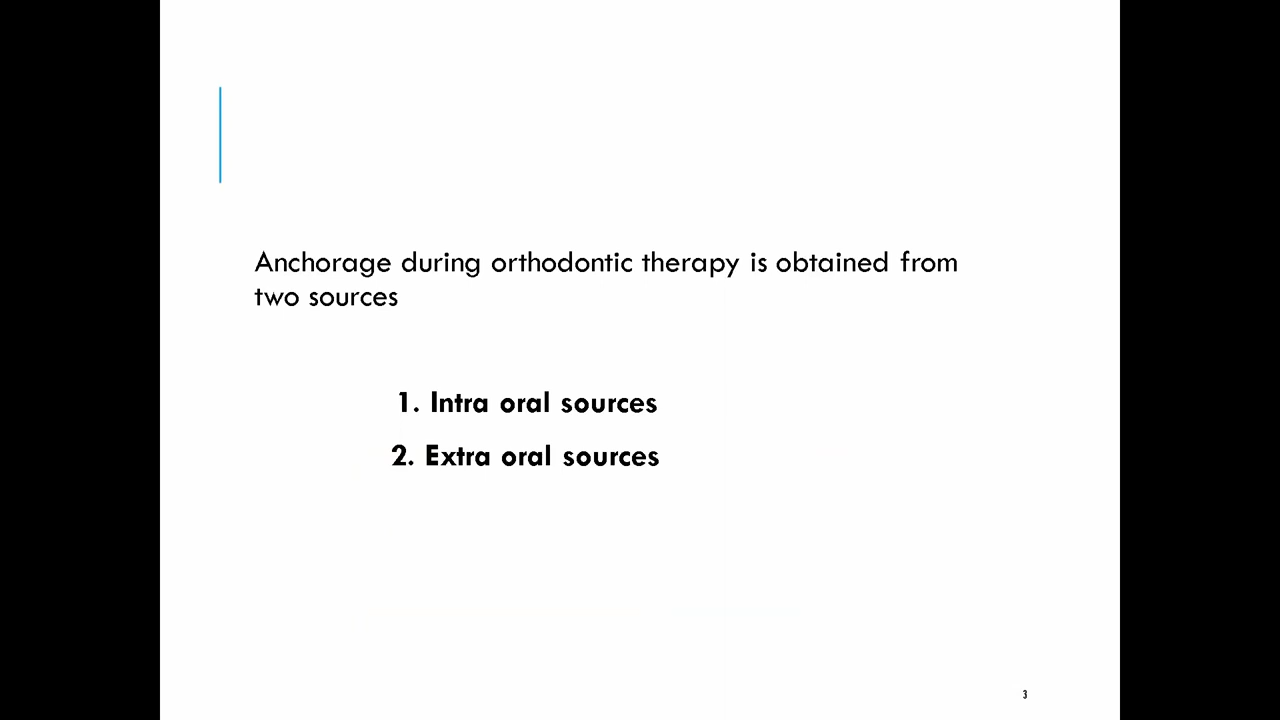 Anchorage during orthodontic therapy is obtained from
two sources
1. Intra oral sources
2. Extra oral sources
3